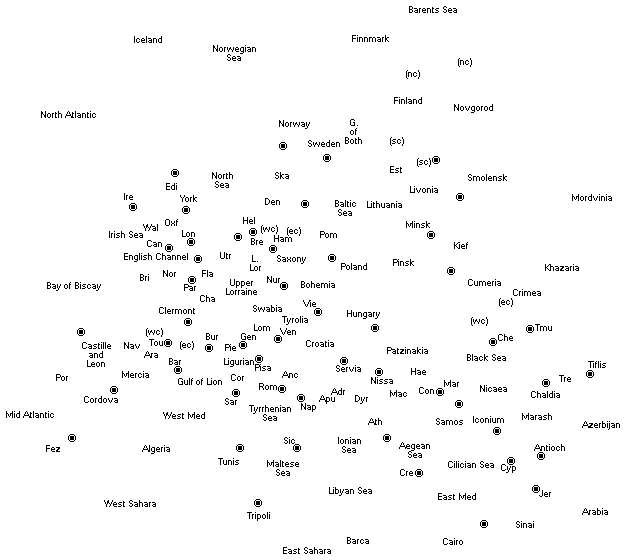 Barents Sea
Iceland
Finnmark
Norwegian
Sea
(nc)
(nc)
Finland
Novgorod
North Atlantic
Norway
G.
of
Both
Sweden
(sc)
(sc)
Est
Smolensk
Edi
North
Sea
Ska
Livonia
Ire
York
Den
Baltic
Sea
Lithuania
Mordvinia
Oxf
Wal
Hel
(wc)
(ec)
Minsk
Irish Sea
Lon
Can
Bre
Ham
Pom
Kief
English Channel
Utr
L.
Lor
Saxony
Poland
Pinsk
Khazaria
Bri
Nor
Fla
Par
Upper
Lorraine
Nur
Bohemia
Cumeria
Crimea
(ec)
Bay of Biscay
Cha
Clermont
Swabia
Vie
Tyrolia
Hungary
(wc)
Tmu
(wc)
Lom
Ven
Castille
and
Leon
Nav
Tou
(ec)
Bur
Pie
Gen
Croatia
Patzinakia
Che
Black Sea
Ara
Bar
Ligurian
Pisa
Servia
Tiflis
Por
Mercia
Gulf of Lion
Cor
Anc
Nissa
Hae
Tre
Cordova
Sar
Rom
Apu
Adr
Dyr
Mac
Con
Mar
Nicaea
Chaldia
Mid Atlantic
West Med
Tyrrhenian
Sea
Nap
Ath
Samos
Iconium
Marash
Azerbijan
Fez
Algeria
Tunis
Sic
Maltese
Sea
Ionian
Sea
Aegean
Sea
Cre
Cilician Sea
Cyp
Antioch
West Sahara
Tripoli
Libyan Sea
East Med
Jer
Arabia
Sinai
East Sahara
Barca
Cairo